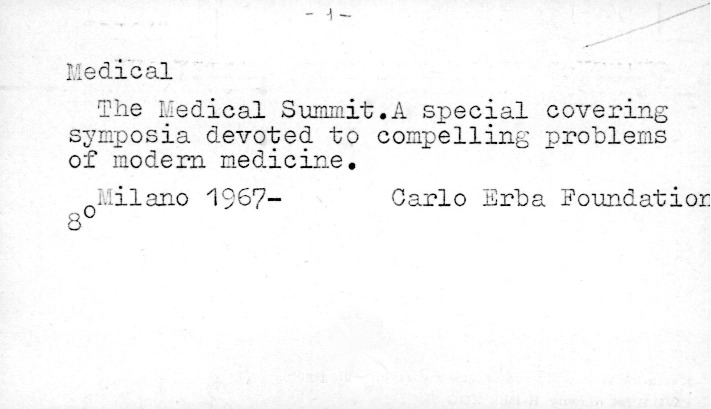 - 1 -
Medical
The Medical Summit.A special covering
symposia devoted to compelling problems
of modern medicine.
Milano 1967- Carlo Erba Foundation
8o